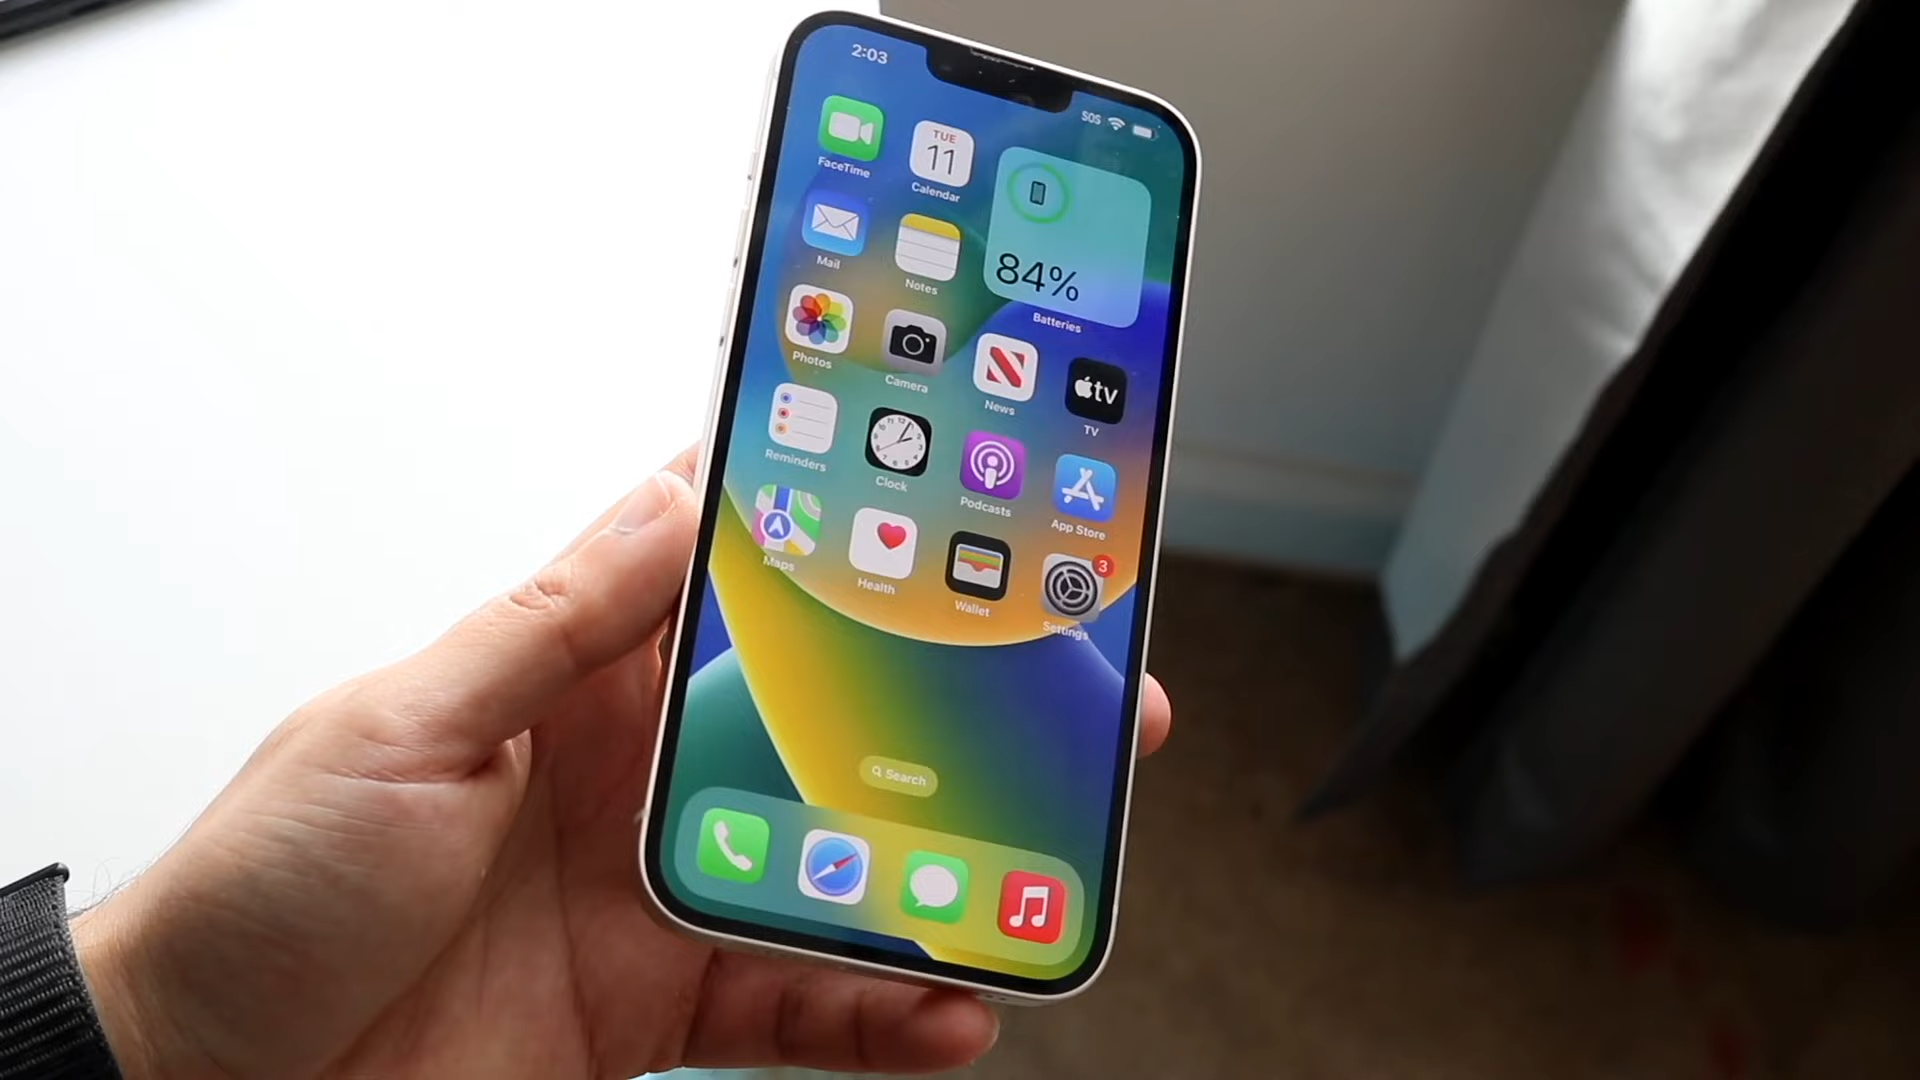 2:03
SOS
FaceTime
TUE
11
Calendar
84%
Batteries
Mail
Notes
Photos
Camera
News
tv
TV
Reminders
Clock
Podcasts
App Store
Maps
Health
Wallet
3
Settings
Search